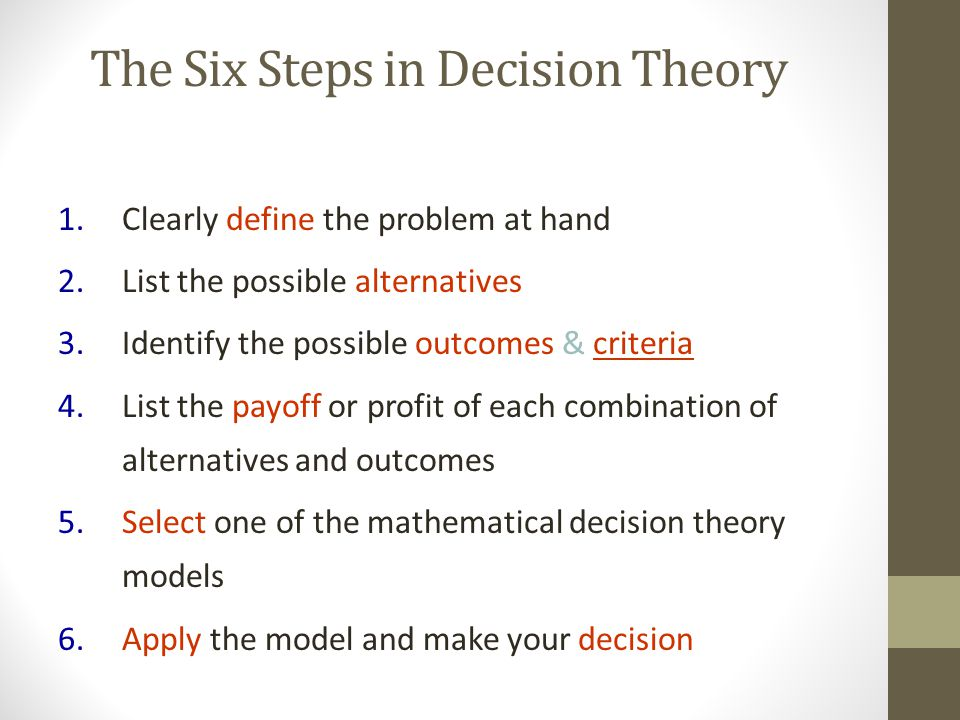 The Six Steps in Decision Theory
1. Clearly define the problem at hand
2. List the possible alternatives
3. Identify the possible outcomes & criteria
4. List the payoff or profit of each combination of
alternatives and outcomes
5. Select one of the mathematical decision theory
models
6. Apply the model and make your decision